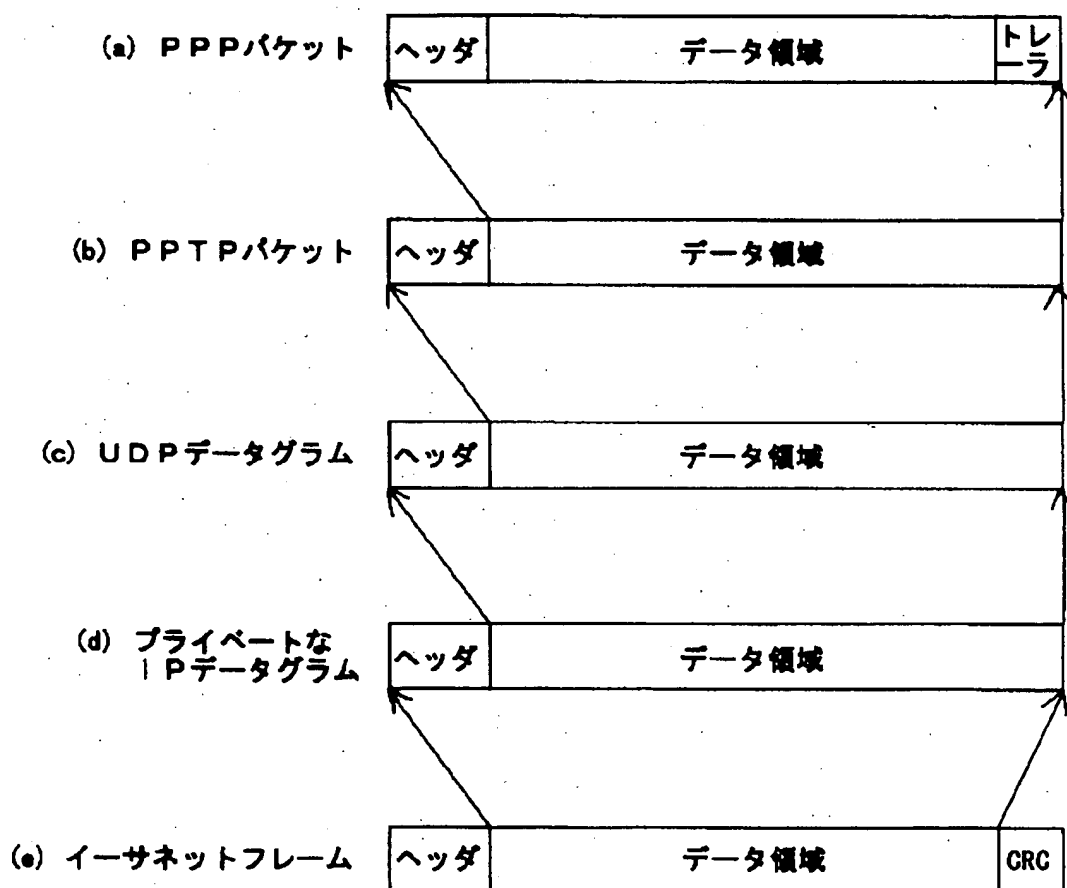 (a) PPPパケット ヘッダ データ領域 トレーラ
(b) PPTPパケット ヘッダ データ領域
(c) UDPデータグラム ヘッダ データ領域
(d) プライベートな
IPデータグラム ヘッダ データ領域
(e) イーサネットフレーム ヘッダ データ領域 CRC